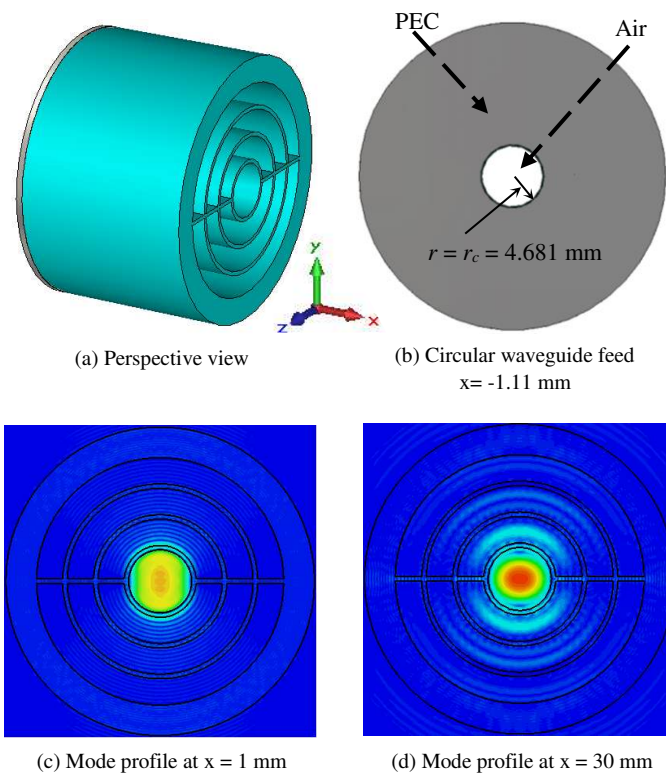 PEC
Air
y
z
x
r = r_c = 4.681 mm
(a) Perspective view
(b) Circular waveguide feed
x= -1.11 mm
(c) Mode profile at x = 1 mm
(d) Mode profile at x = 30 mm